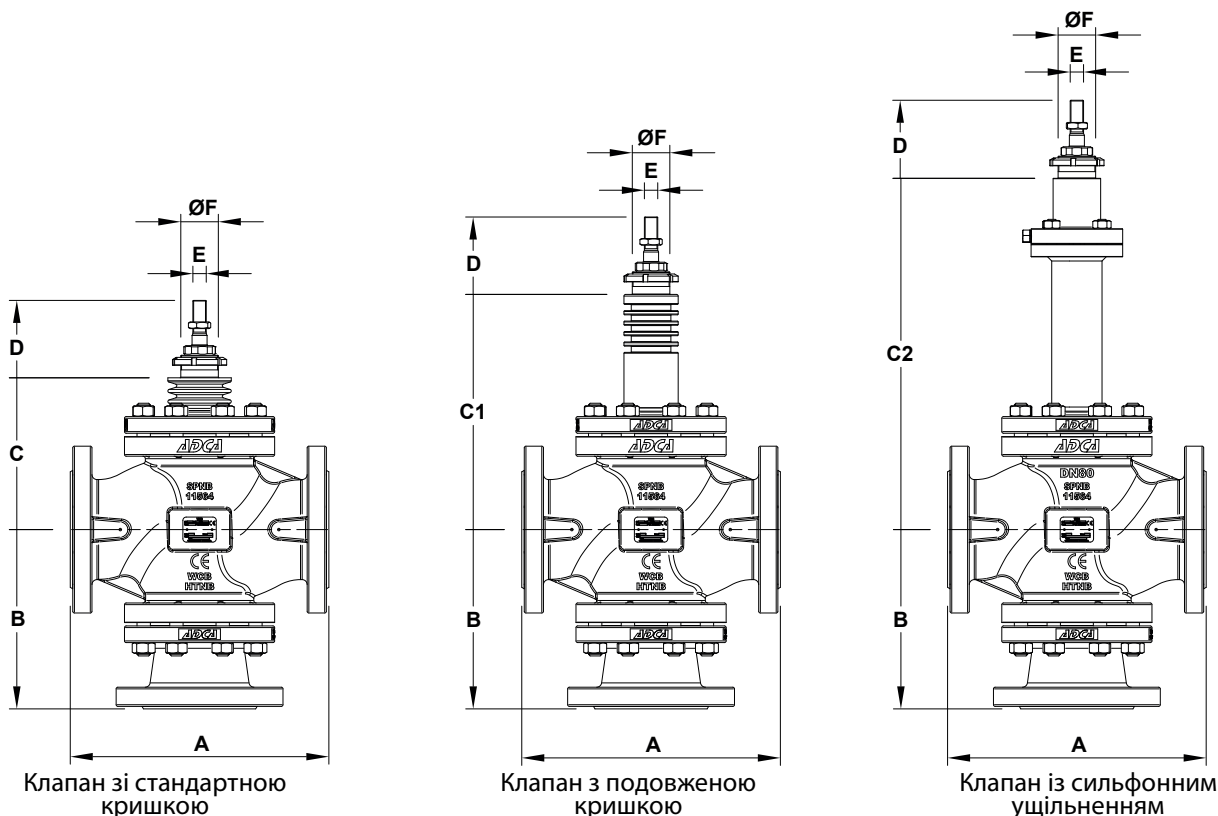 ØF
E
D
C2
B
A
ØF
E
D
C1
B
A
ØF
E
D
C
B
A
ADCA
SPNB
11564
CE
WCB
HTNB
ADCA
ADCA
ADCA
SPNB
11564
CE
WCB
HTNB
ADCA
ADCA
ADCA
DN80
SPNB
11564
CE
WCB
HTNB
ADCA
Клапан зі стандартною
кришкою
Клапан з подовженою
кришкою
Клапан із сильфонним
ущільненням